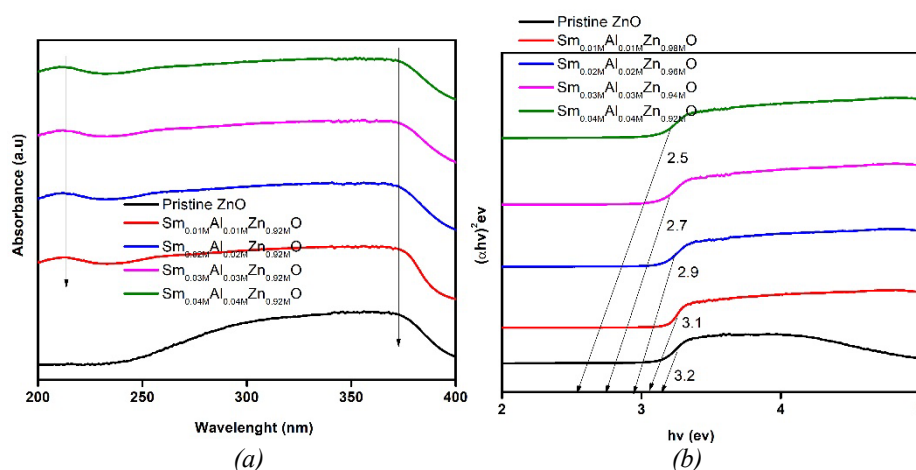 Absorbance (a.u)
Pristine ZnO
Sm0.01MAl0.01MZn0.92MO
Sm0.02MAl0.02MZn0.92MO
Sm0.03MAl0.03MZn0.92MO
Sm0.04MAl0.04MZn0.92MO
200
250
300
350
400
Wavelenght (nm)
(a)
Pristine ZnO
Sm0.01MAl0.01MZn0.98MO
Sm0.02MAl0.02MZn0.96MO
Sm0.03MAl0.03MZn0.94MO
Sm0.04MAl0.04MZn0.92MO
(αhν)2ev
2.5
2.7
2.9
3.1
3.2
2
3
4
hν (ev)
(b)